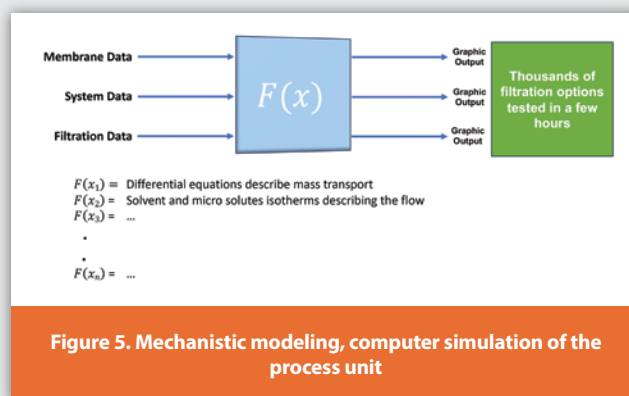 Membrane Data
System Data
Filtration Data
F(x)
Graphic
Output
Graphic
Output
Graphic
Output
Thousands of
filtration options
tested in a few
hours
F(x₁) = Differential equations describe mass transport
F(x₂) = Solvent and micro solutes isotherms describing the flow
F(x₃) = ...
.
.
F(xₙ) = ...
Figure 5. Mechanistic modeling, computer simulation of the
process unit